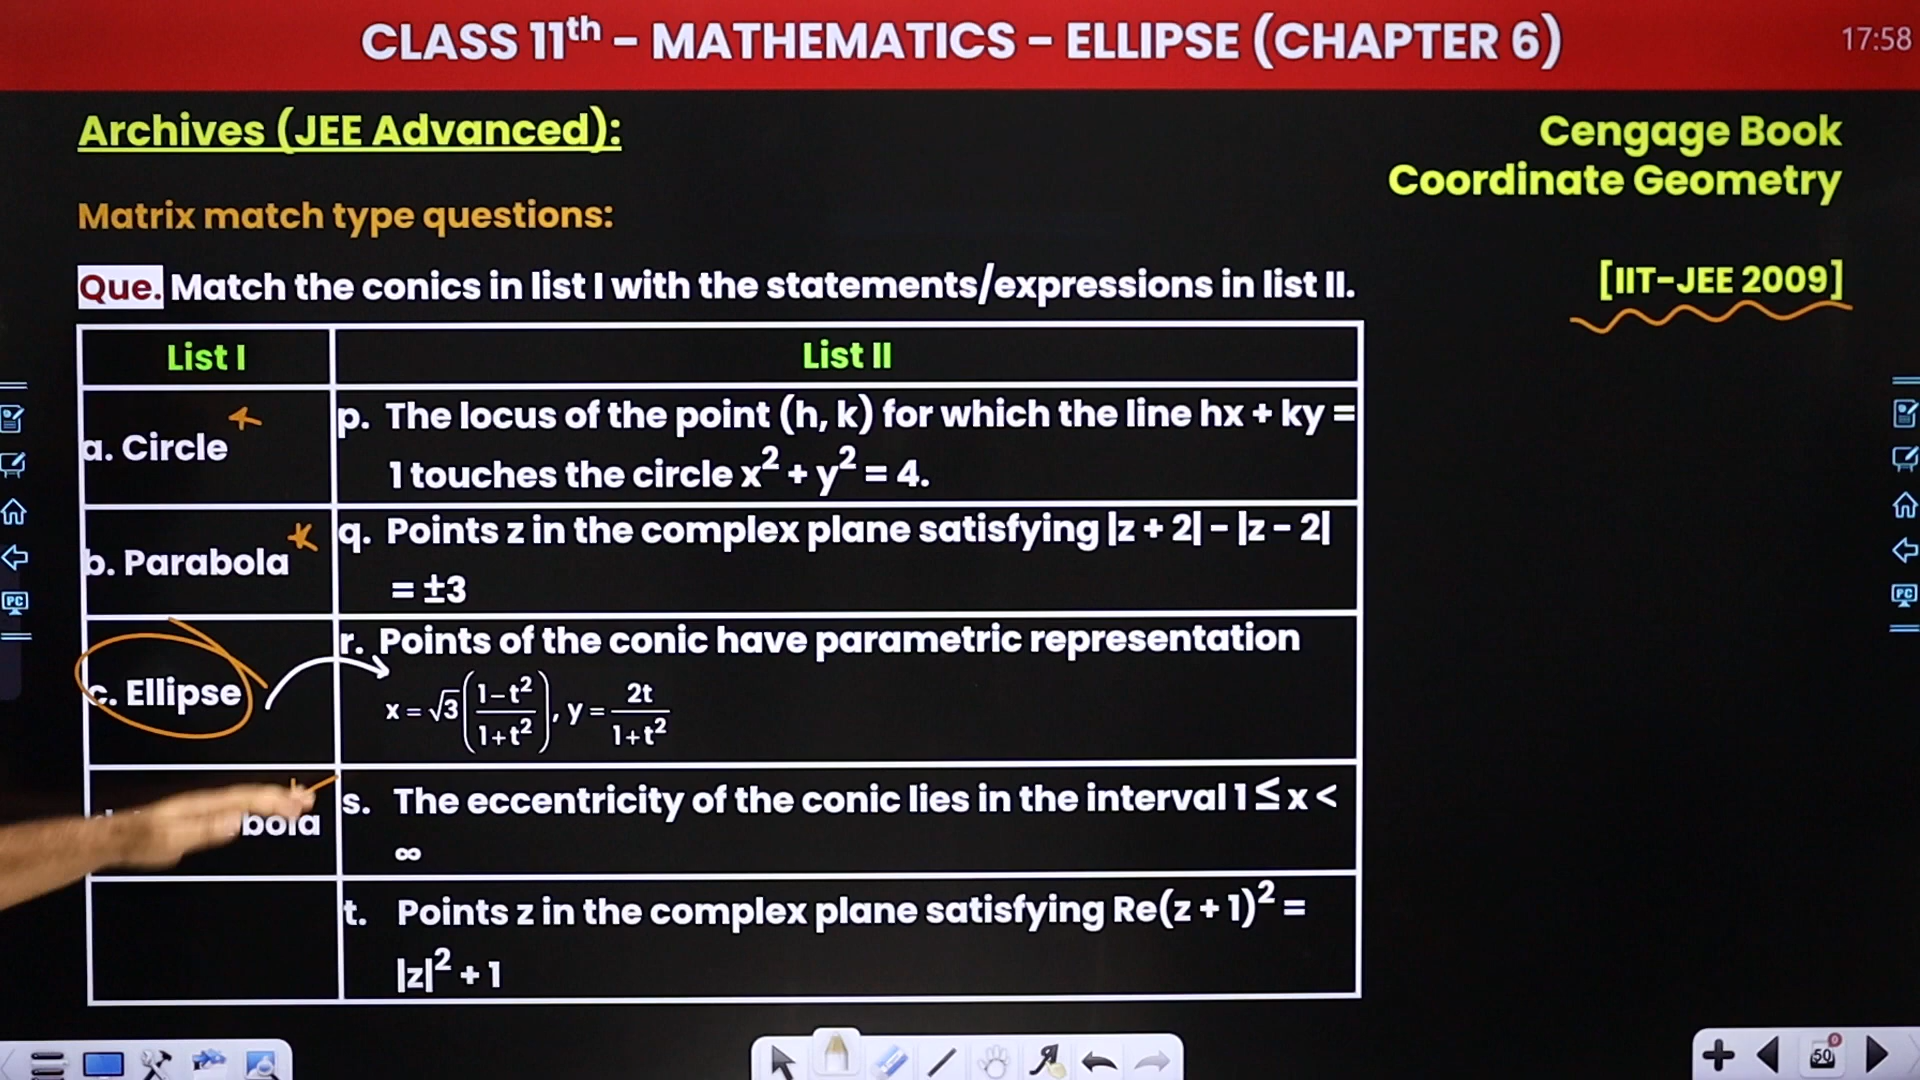 CLASS 11th - MATHEMATICS - ELLIPSE (CHAPTER 6)
17:58
Archives (JEE Advanced):
Cengage Book
Coordinate Geometry
Matrix match type questions:
Que. Match the conics in list I with the statements/expressions in list II.
[IIT-JEE 2009]
List I
List II
a. Circle
p. The locus of the point (h, k) for which the line hx + ky =
1 touches the circle x² + y² = 4.
b. Parabola
q. Points z in the complex plane satisfying |z + 2| − |z − 2|
= ±3
c. Ellipse
r. Points of the conic have parametric representation
x = √3((1−t²)/(1+t²)), y = 2t/(1+t²)
s. The eccentricity of the conic lies in the interval 1 ≤ x <
∞
t. Points z in the complex plane satisfying Re(z + 1)² =
|z|² + 1
PC
PC
50
0